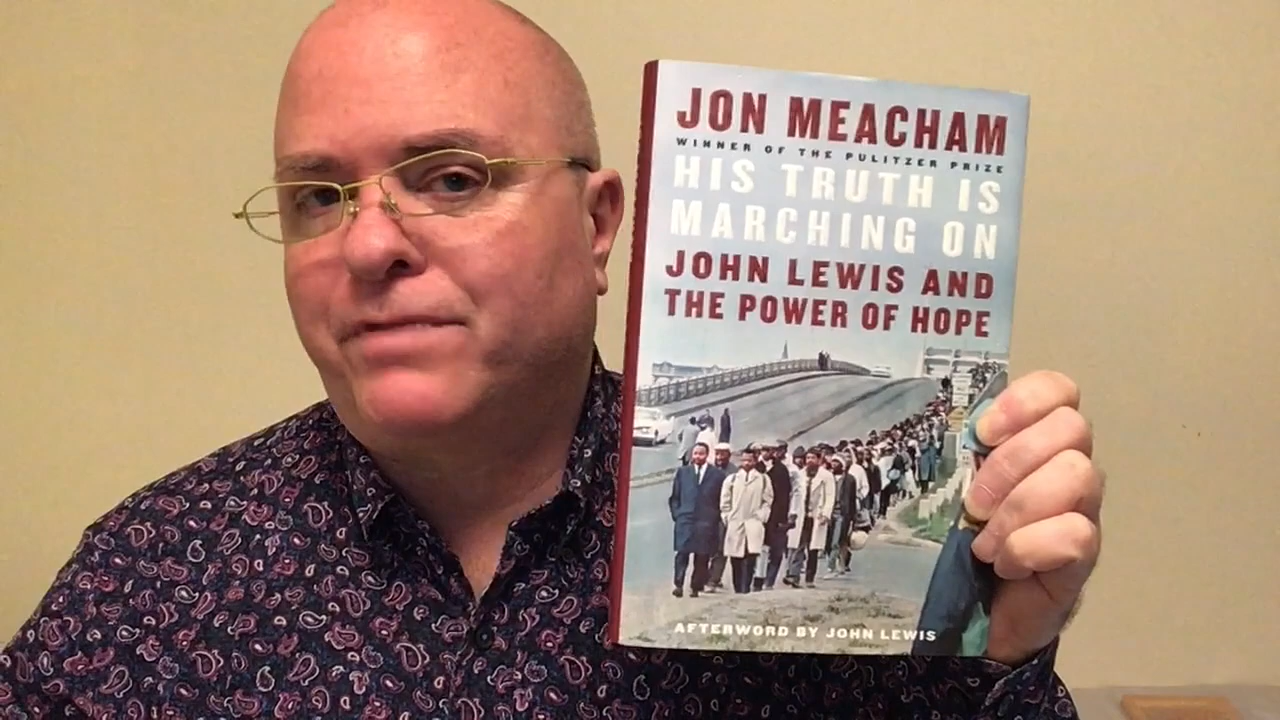 JON MEACHAM
WINNER OF THE PULITZER PRIZE
HIS TRUTH IS
MARCHING ON
JOHN LEWIS AND
THE POWER OF HOPE
AFTERWORD BY JOHN LEWIS